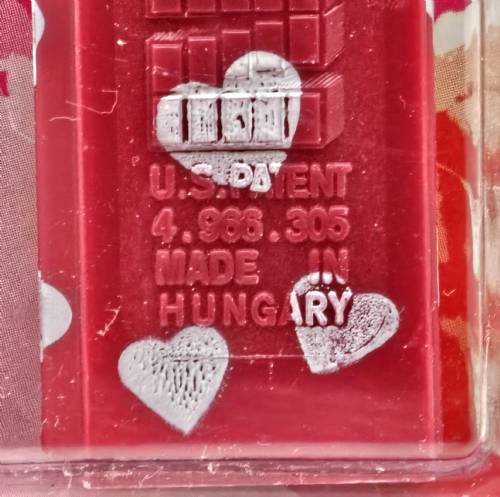 U.S. PATENT
4.966.305
MADE IN
HUNGARY